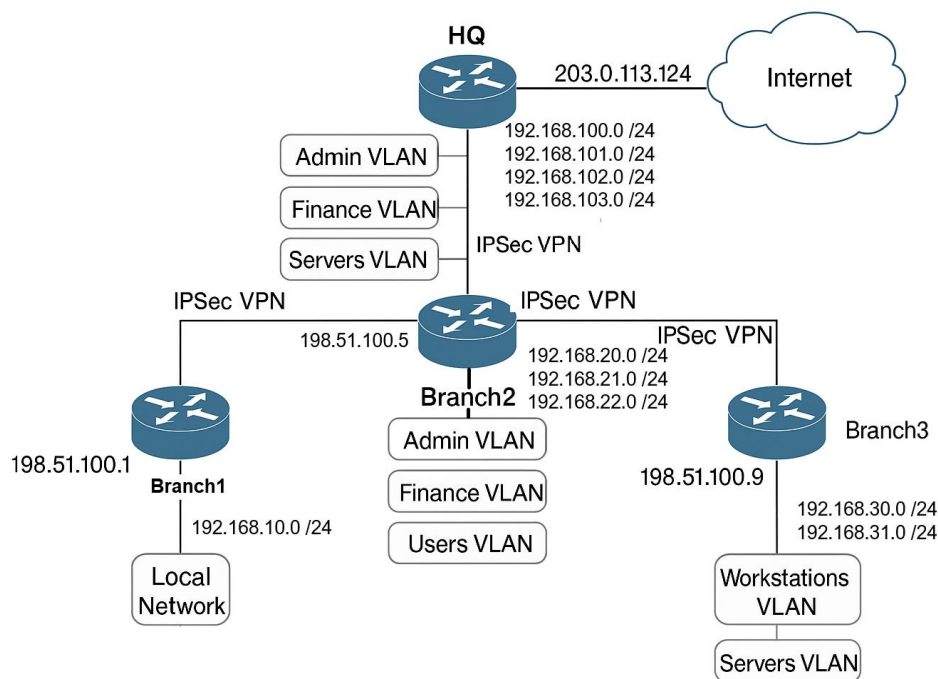 HQ
203.0.113.124
Internet
192.168.100.0 /24
192.168.101.0 /24
192.168.102.0 /24
192.168.103.0 /24
Admin VLAN
Finance VLAN
Servers VLAN
IPSec VPN
IPSec VPN
IPSec VPN
IPSec VPN
198.51.100.5
192.168.20.0 /24
192.168.21.0 /24
192.168.22.0 /24
Branch2
Admin VLAN
Finance VLAN
Users VLAN
198.51.100.1
Branch1
192.168.10.0 /24
Local
Network
Branch3
198.51.100.9
192.168.30.0 /24
192.168.31.0 /24
Workstations
VLAN
Servers VLAN